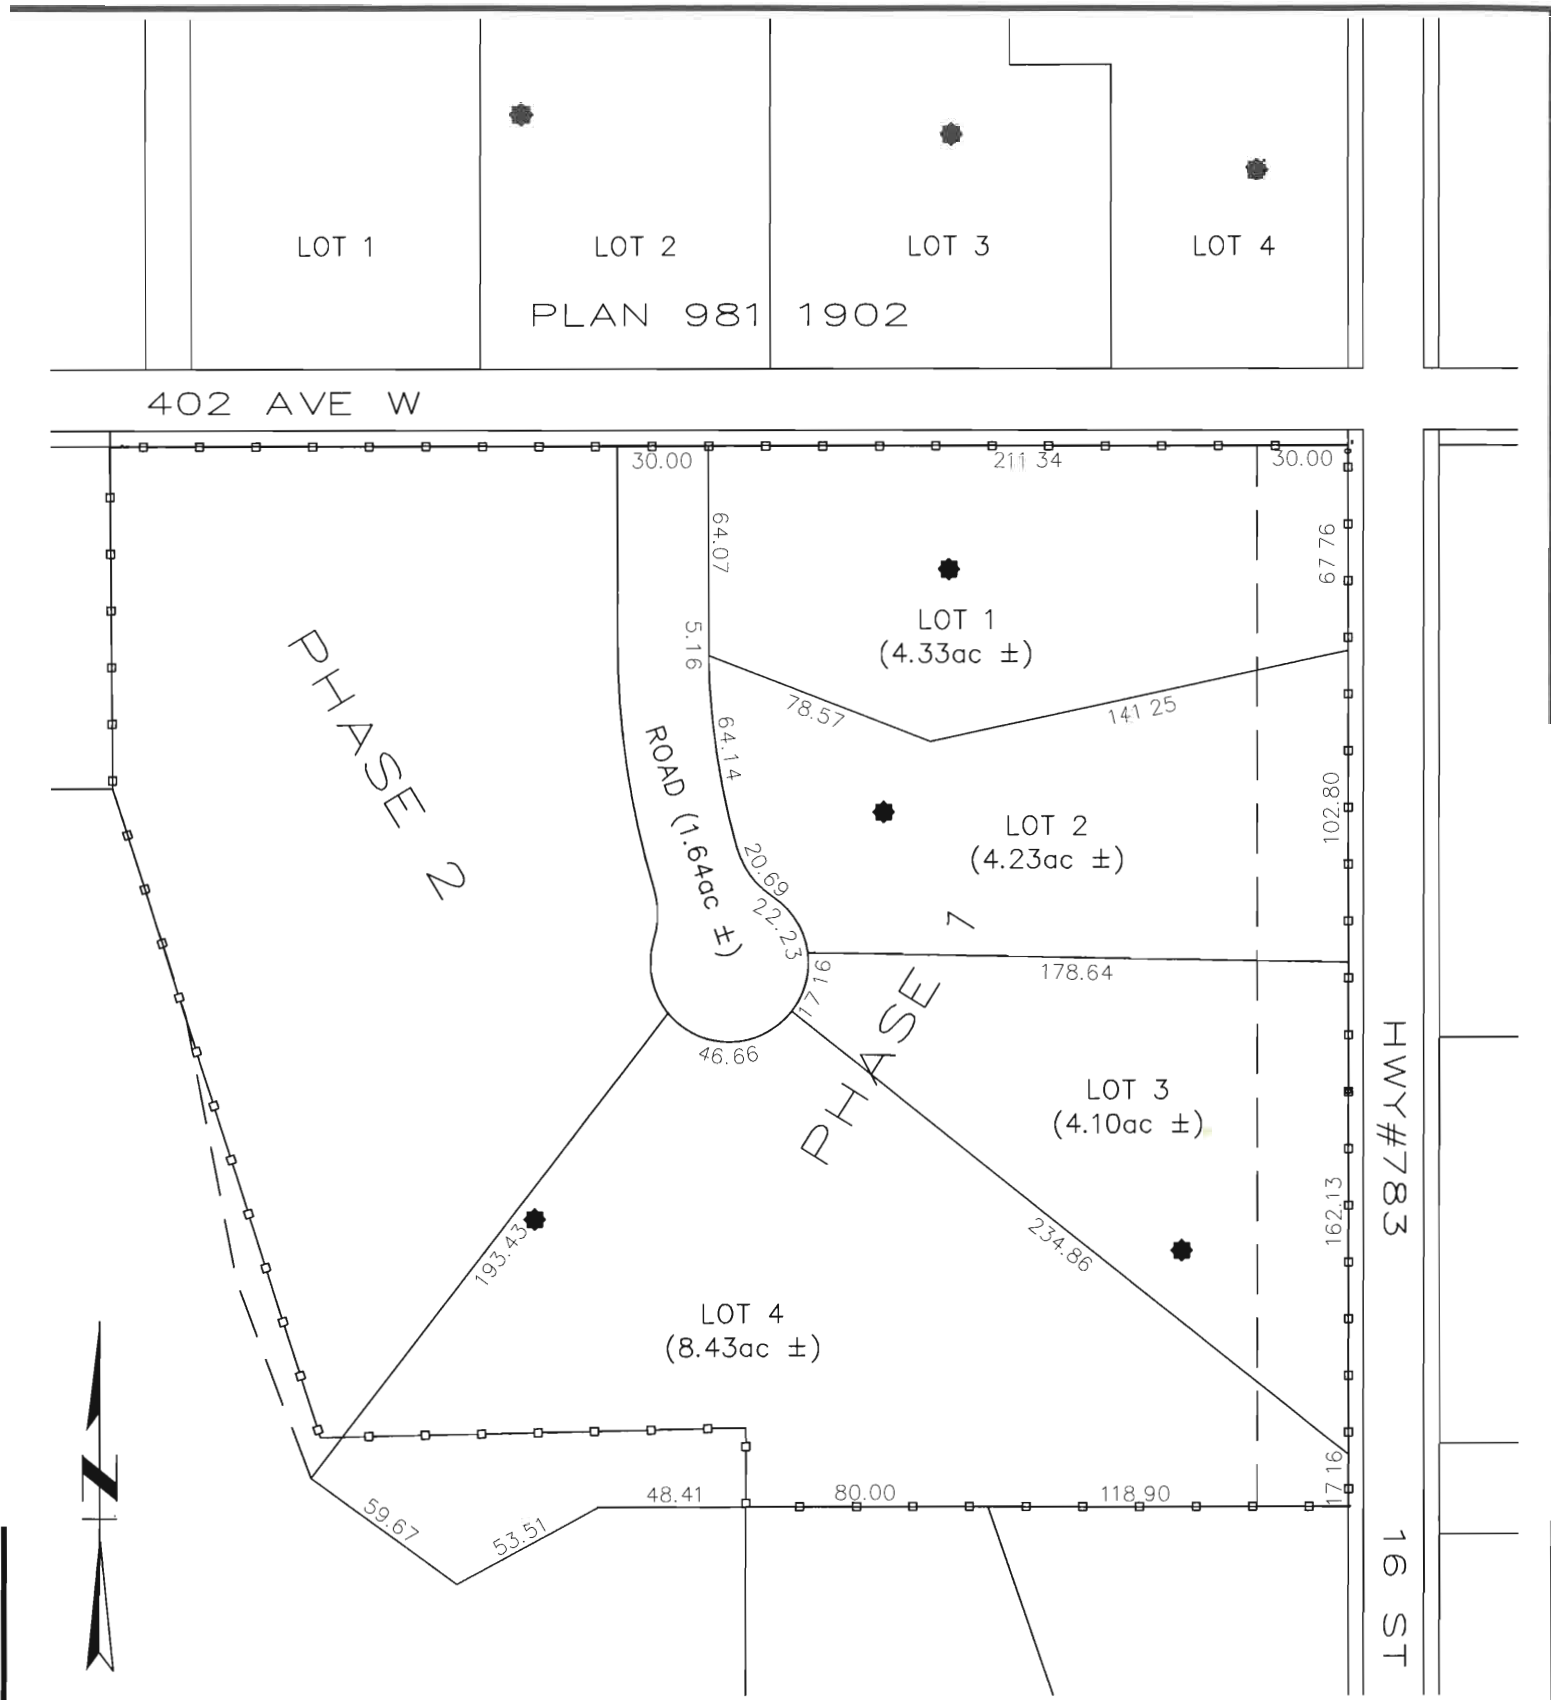 LOT 1
LOT 2
LOT 3
LOT 4
PLAN 981 1902
402 AVE W
30.00
211 34
30.00
64.07
67 76
5.16
LOT 1
(4.33ac ±)
78.57
141 25
64.14
PHASE 2
ROAD (1.64ac ±)
102.80
LOT 2
(4.23ac ±)
20.69
22.23
178.64
17 19
46.66
PHASE 1
LOT 3
(4.10ac ±)
HWY#783
162.13
193.43
234.86
LOT 4
(8.43ac ±)
17 16
N
59.67
53.51
48.41
80.00
118.90
16 ST